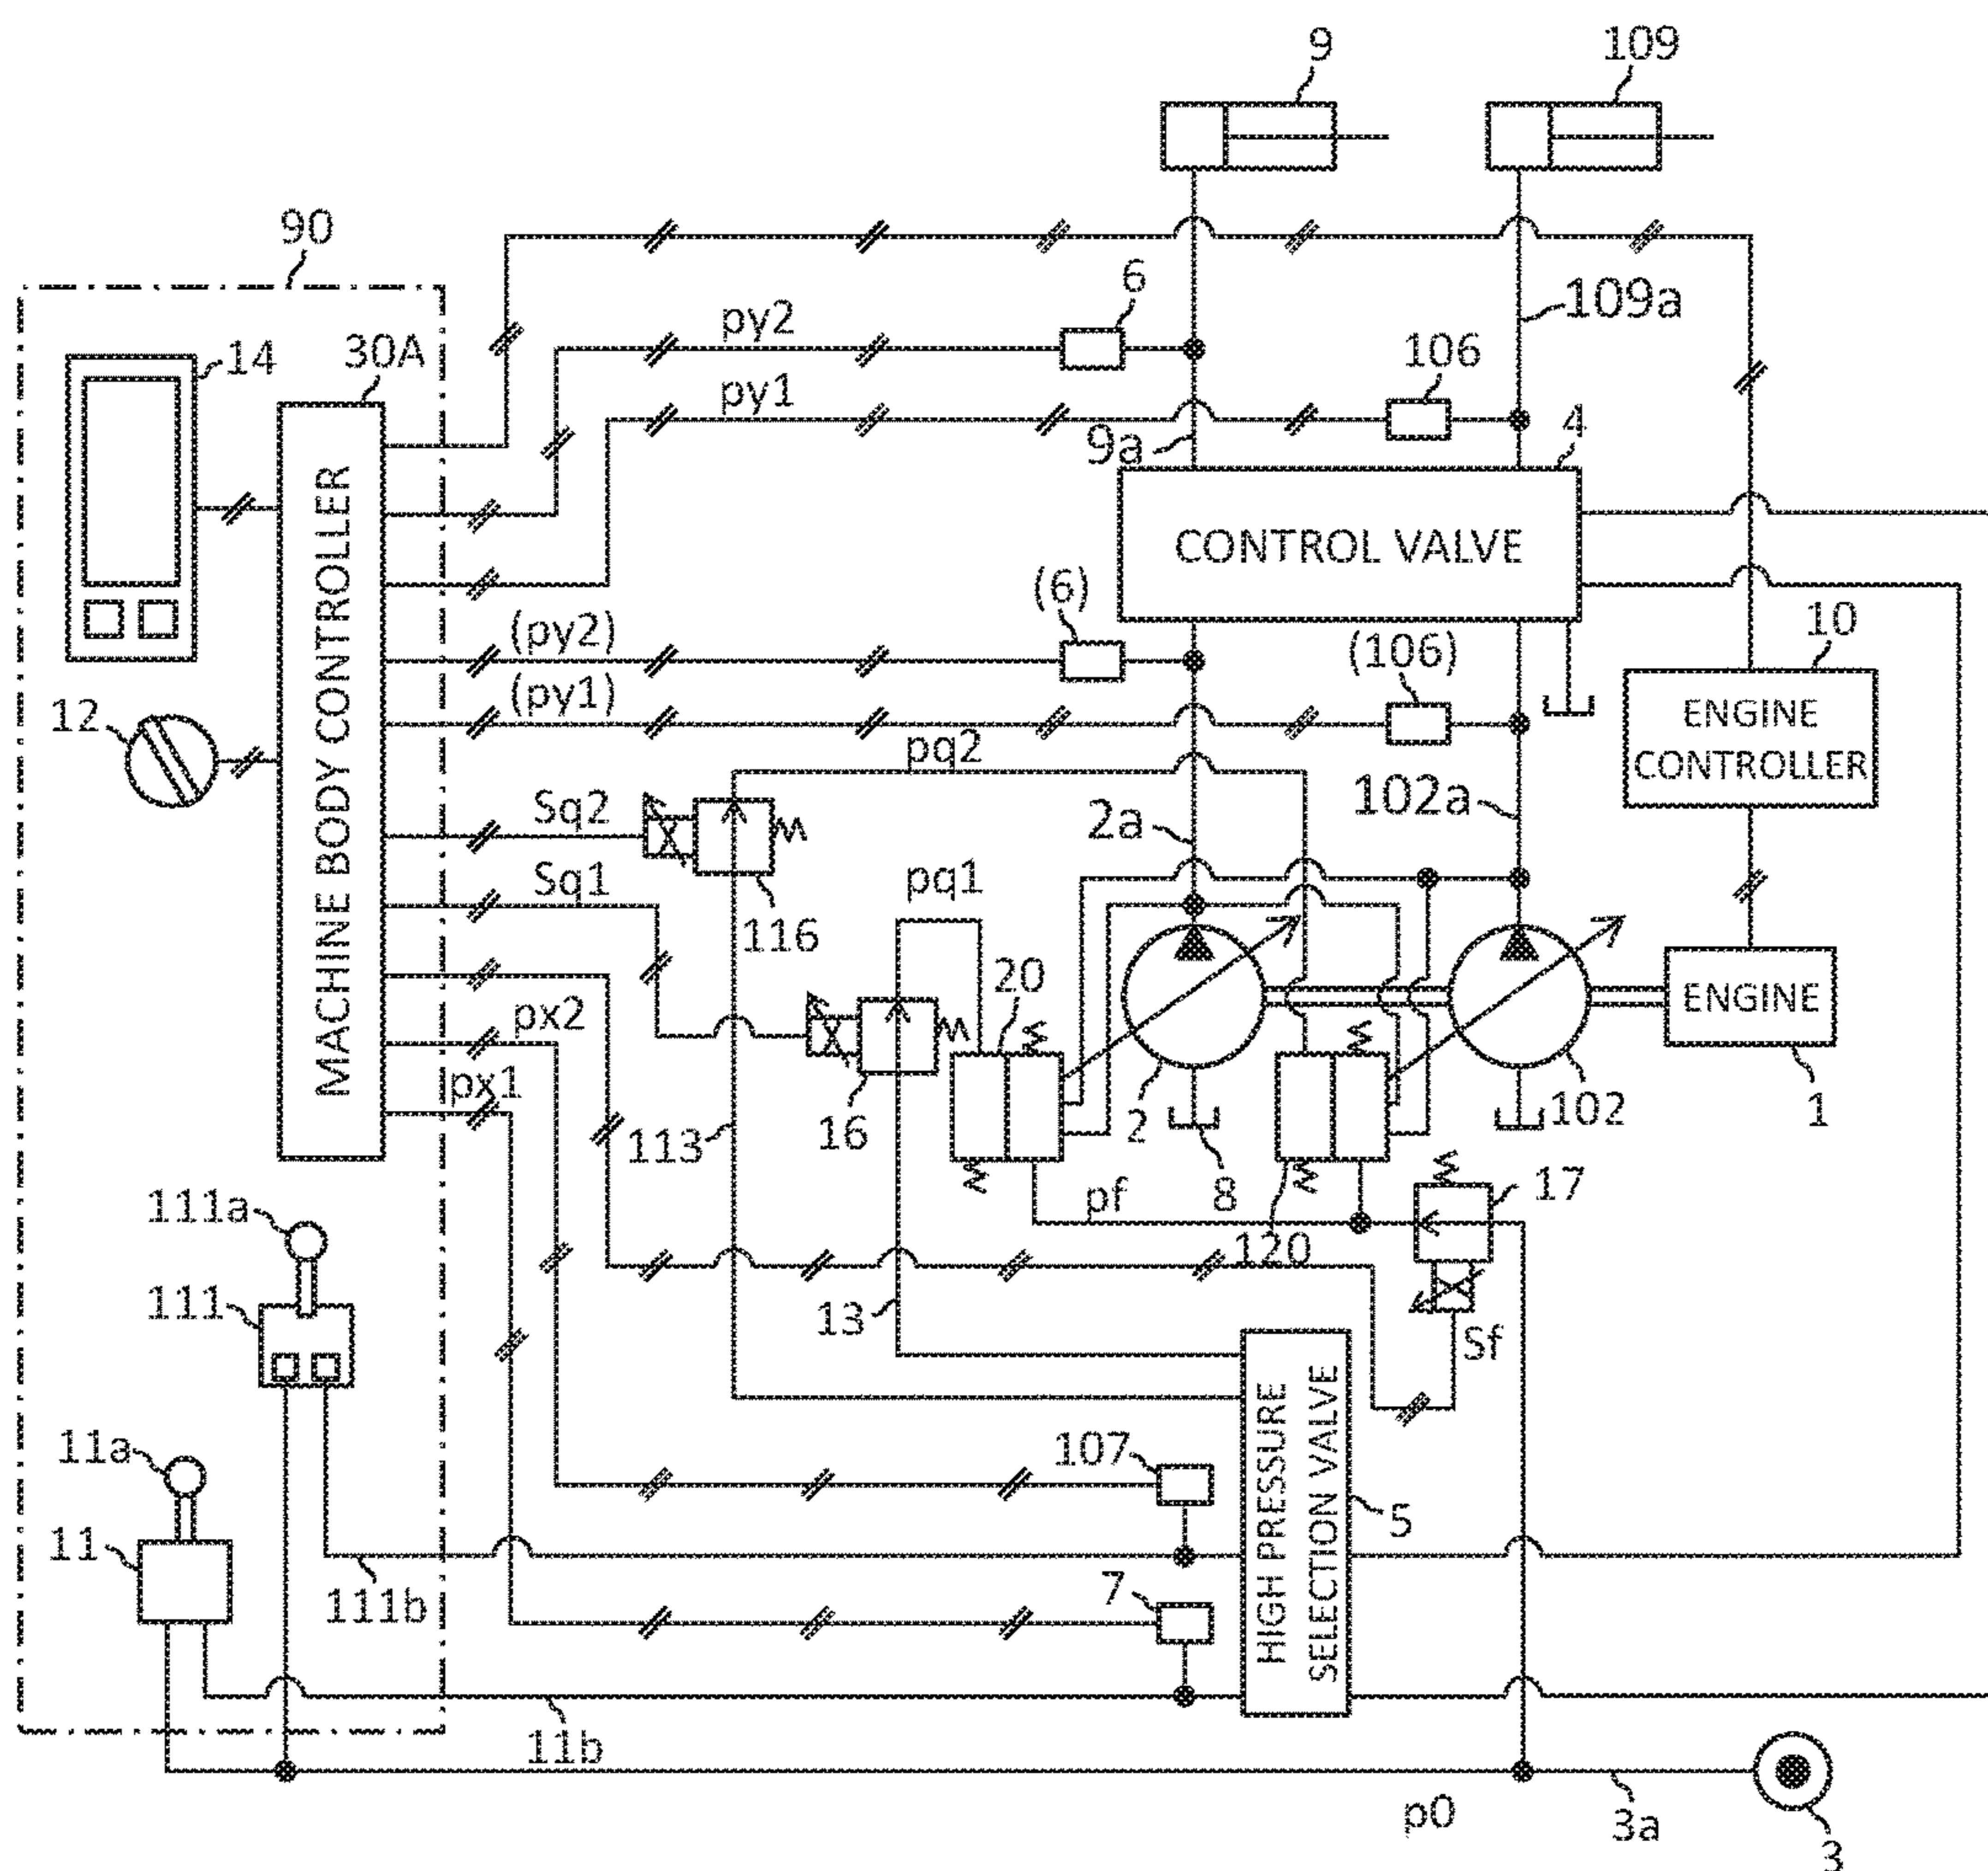 9
109
90
6
109a
py2
30A
14
106
py1
4
9a
CONTROL VALVE
MACHINE BODY CONTROLLER
(6)
10
(py2)
(106)
(py1)
12
ENGINE
CONTROLLER
pq2
Sq2
2a
102a
Sq1
pq1
116
20
ENGINE
px2
px1
16
2
102
1
113
8
17
111a
pf
120
111
13
Sf
HIGH PRESSURE
SELECTION VALVE
11a
107
5
11
7
111b
11b
p0
3a
3